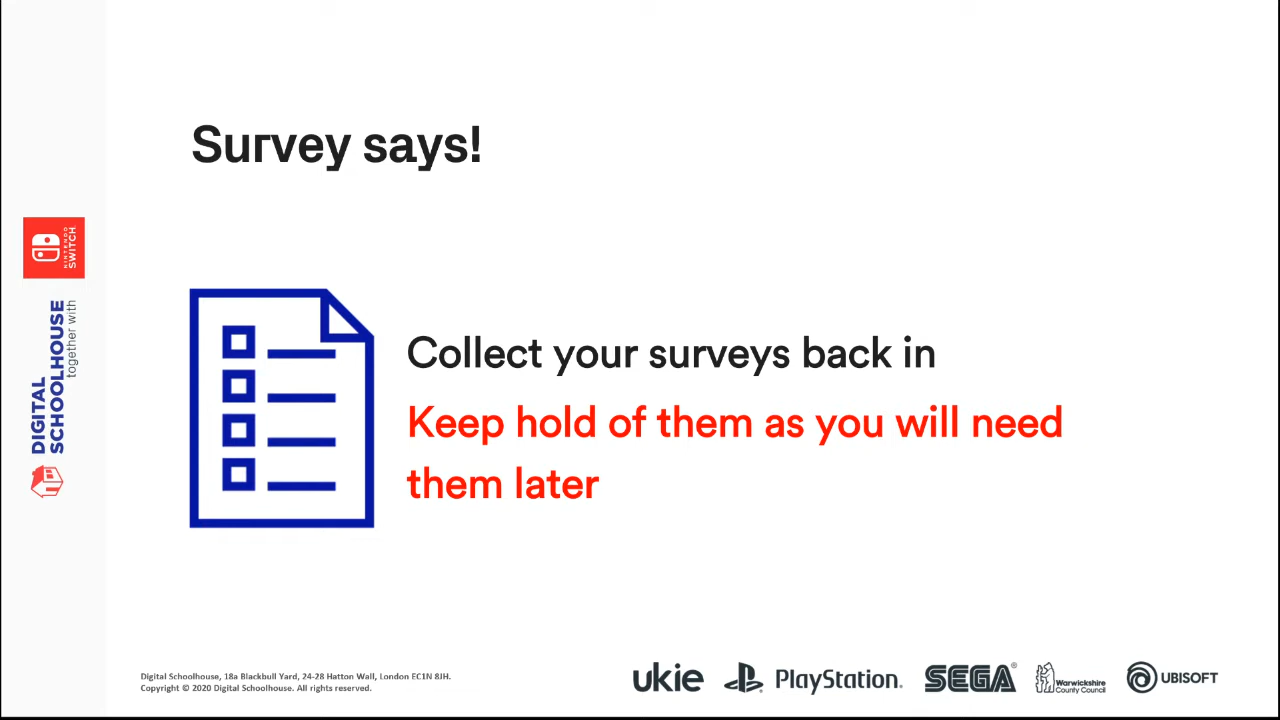 Survey says!
NINTENDO
SWITCH
DIGITAL
SCHOOLHOUSE
together with
Collect your surveys back in
Keep hold of them as you will need
them later
Digital Schoolhouse, 18a Blackbull Yard, 24-28 Hatton Wall, London EC1N 8JH.
Copyright © 2020 Digital Schoolhouse. All rights reserved.
ukie
PlayStation.
SEGA®
Warwickshire
County Council
UBISOFT